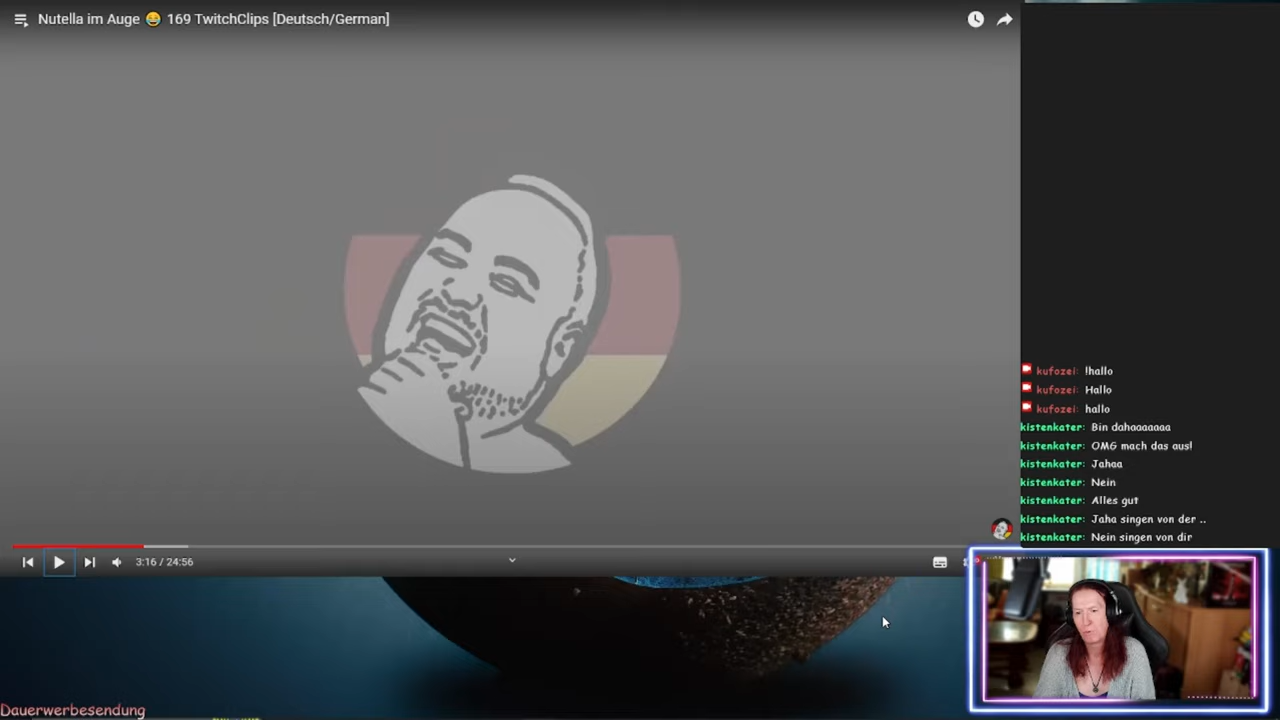 Nutella im Auge 😂 169 TwitchClips [Deutsch/German]
kufozei: !hallo
kufozei: Hallo
kufozei: hallo
kistenkater: Bin dahaaaaaaa
kistenkater: OMG mach das aus!
kistenkater: Jahaa
kistenkater: Nein
kistenkater: Alles gut
kistenkater: Jaha singen von der ..
kistenkater: Nein singen von dir
3:16 / 24:56
Dauerwerbesendung